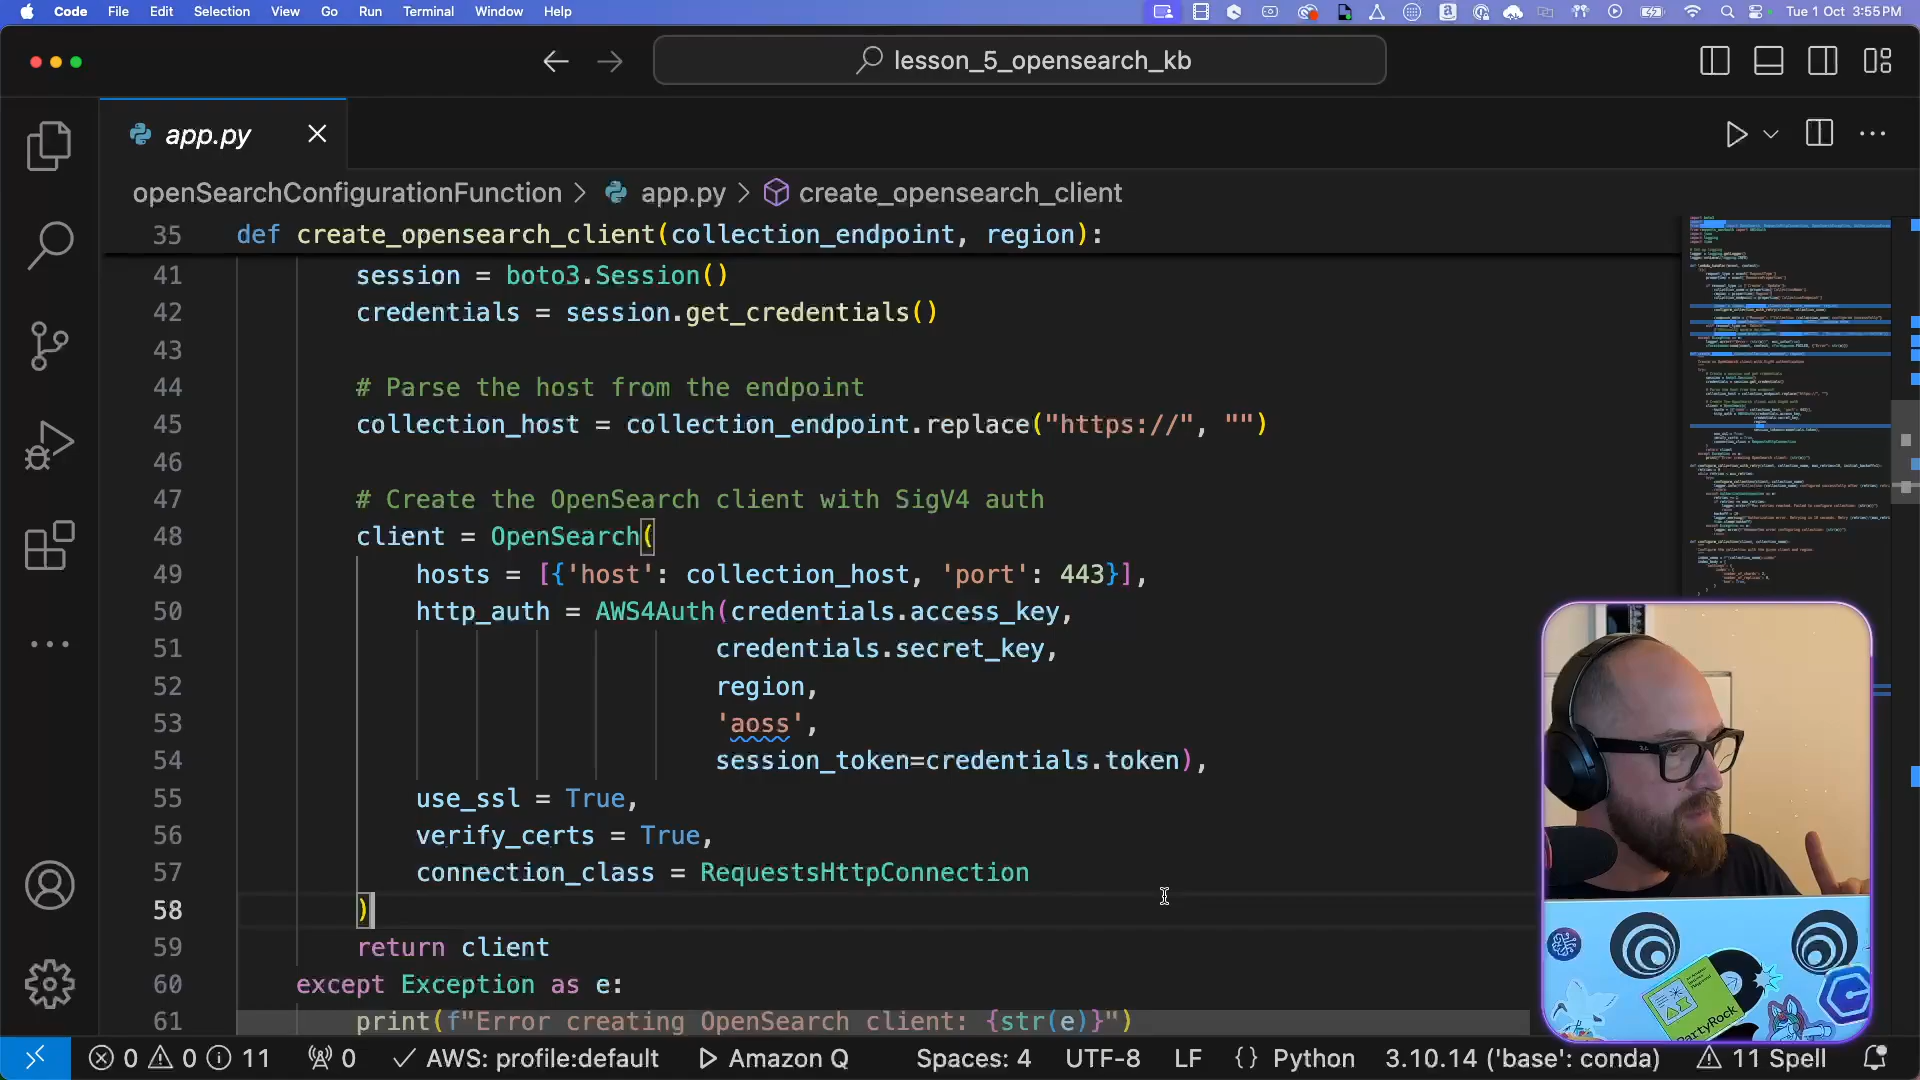 Code File Edit Selection View Go Run Terminal Window Help Tue 1 Oct 3:55 PM
lesson_5_opensearch_kb
app.py
openSearchConfigurationFunction > app.py > create_opensearch_client
35 def create_opensearch_client(collection_endpoint, region):
41 session = boto3.Session()
42 credentials = session.get_credentials()
43
44 # Parse the host from the endpoint
45 collection_host = collection_endpoint.replace("https://", "")
46
47 # Create the OpenSearch client with SigV4 auth
48 client = OpenSearch(
49 hosts = [{'host': collection_host, 'port': 443}],
50 http_auth = AWS4Auth(credentials.access_key,
51 credentials.secret_key,
52 region,
53 'aoss',
54 session_token=credentials.token),
55 use_ssl = True,
56 verify_certs = True,
57 connection_class = RequestsHttpConnection
58 )
59 return client
60 except Exception as e:
61 print(f"Error creating OpenSearch client: {str(e)}")
PartyRock
0 0 11 0 AWS: profile:default Amazon Q Spaces: 4 UTF-8 LF {} Python 3.10.14 ('base': conda) 11 Spell